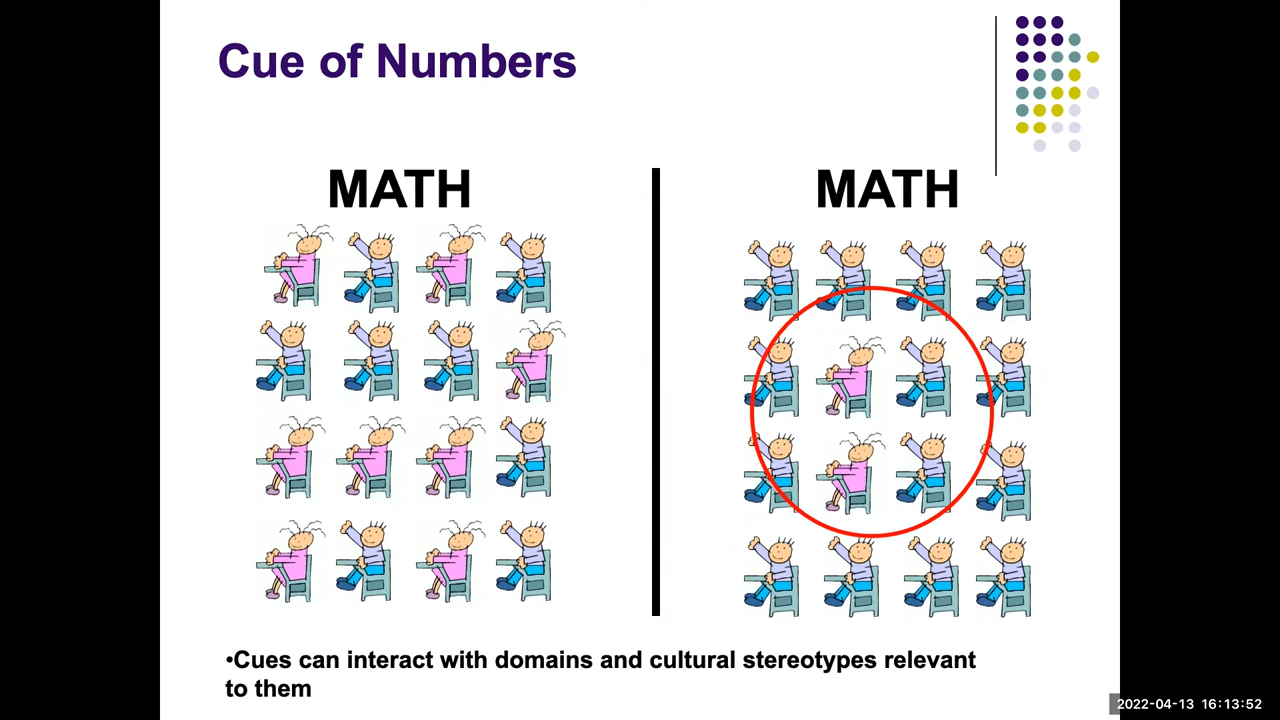 Cue of Numbers
MATH
MATH
•Cues can interact with domains and cultural stereotypes relevant
to them
2022-04-13 16:13:52